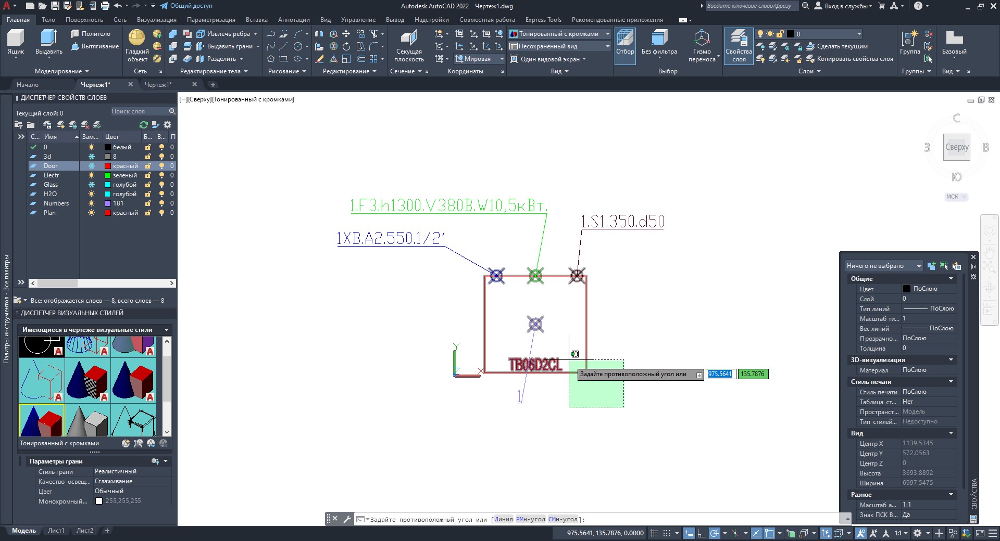 Общий доступ
Autodesk AutoCAD 2022 Чертеж1.dwg
Введите ключевое слово/фразу
Вход в службы
Главная Тело Поверхность Сеть Визуализация Параметризация Вставка Аннотации Вид Управление Вывод Надстройки Совместная работа Express Tools Рекомендованные приложения
Ящик
Выдавить
Политело
Вытягивание
Моделирование
Гладкий объект
Сеть
Извлечь ребра
Выдавить грани
Разделить
Редактирование тела
Рисование
Редактирование
Секущая плоскость
Сечение
Мировая
Координаты
Тонированный с кромками
Несохраненный вид
Один видовой экран
Вид
Отбор
Без фильтра
Гизмо переноса
Выбор
Свойства слоя
0
Сделать текущим
Копировать свойства слоя
Слои
Группа
Группы
Базовый
Вид
Начало Чертеж1* Чертеж1*
ДИСПЕТЧЕР СВОЙСТВ СЛОЕВ
Текущий слой: 0
Поиск слоя
С... Имя Зам... Цвет Б... В... П
0 белый 0
3d 8 0
Door красный 0
Electr зеленый 0
Glass голубой 0
H2O голубой 0
Numbers 181 0
Plan красный 0
Все: отображается слоев — 8, всего слоев — 8
Палитры инструментов - Все палитры
ДИСПЕТЧЕР ВИЗУАЛЬНЫХ СТИЛЕЙ
Имеющиеся в чертеже визуальные стили
Тонированный с кромками
Параметры грани
Стиль грани Реалистичный
Качество освещ... Сглаживание
Цвет Обычный
Монохромный... 255,255,255
[−][Сверху][Тонированный с кромками]
С
З Сверху В
Ю
МСК
1.F3.h1300.V380В.W10,5кВт.
1.S1.350.d50
1ХВ.А2.550.1/2'
TB06D2CL
1
Y
Z
X
Задайте противоположный угол или 975.5641 135.7876
Ничего не выбрано
Общие
Цвет ПоСлою
Слой 0
Тип линий ПоСлою
Масштаб ти... 1
Вес линий ПоСлою
Прозрачно... ПоСлою
Толщина 0
3D-визуализация
Материал ПоСлою
Стиль печати
Стиль печати ПоСлою
Таблица ст... Нет
Пространст... Модель
Тип стилей... Недоступно
Вид
Центр X 1139.5345
Центр Y 572.0563
Центр Z 0
Высота 3693.8892
Ширина 6997.5475
Разное
Масштаб а... 1:1
Знак ПСК В... Да
СВОЙСТВА
Задайте противоположный угол или [Линия РМн-угол СМн-угол]:
Модель Лист1 Лист2
975.5641, 135.7876, 0.0000
1:1